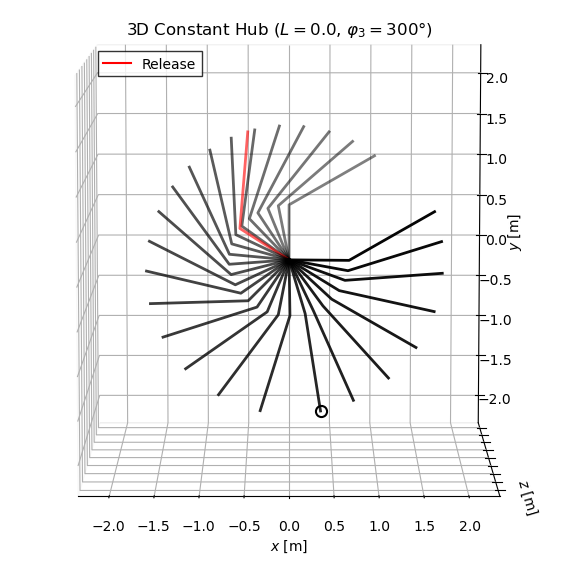 3D Constant Hub (L = 0.0, φ₃ = 300°)
Release
2.0
1.5
1.0
0.5
0.0
−0.5
−1.0
−1.5
−2.0
y [m]
z [m]
−2.0 −1.5 −1.0 −0.5 0.0 0.5 1.0 1.5 2.0
x [m]